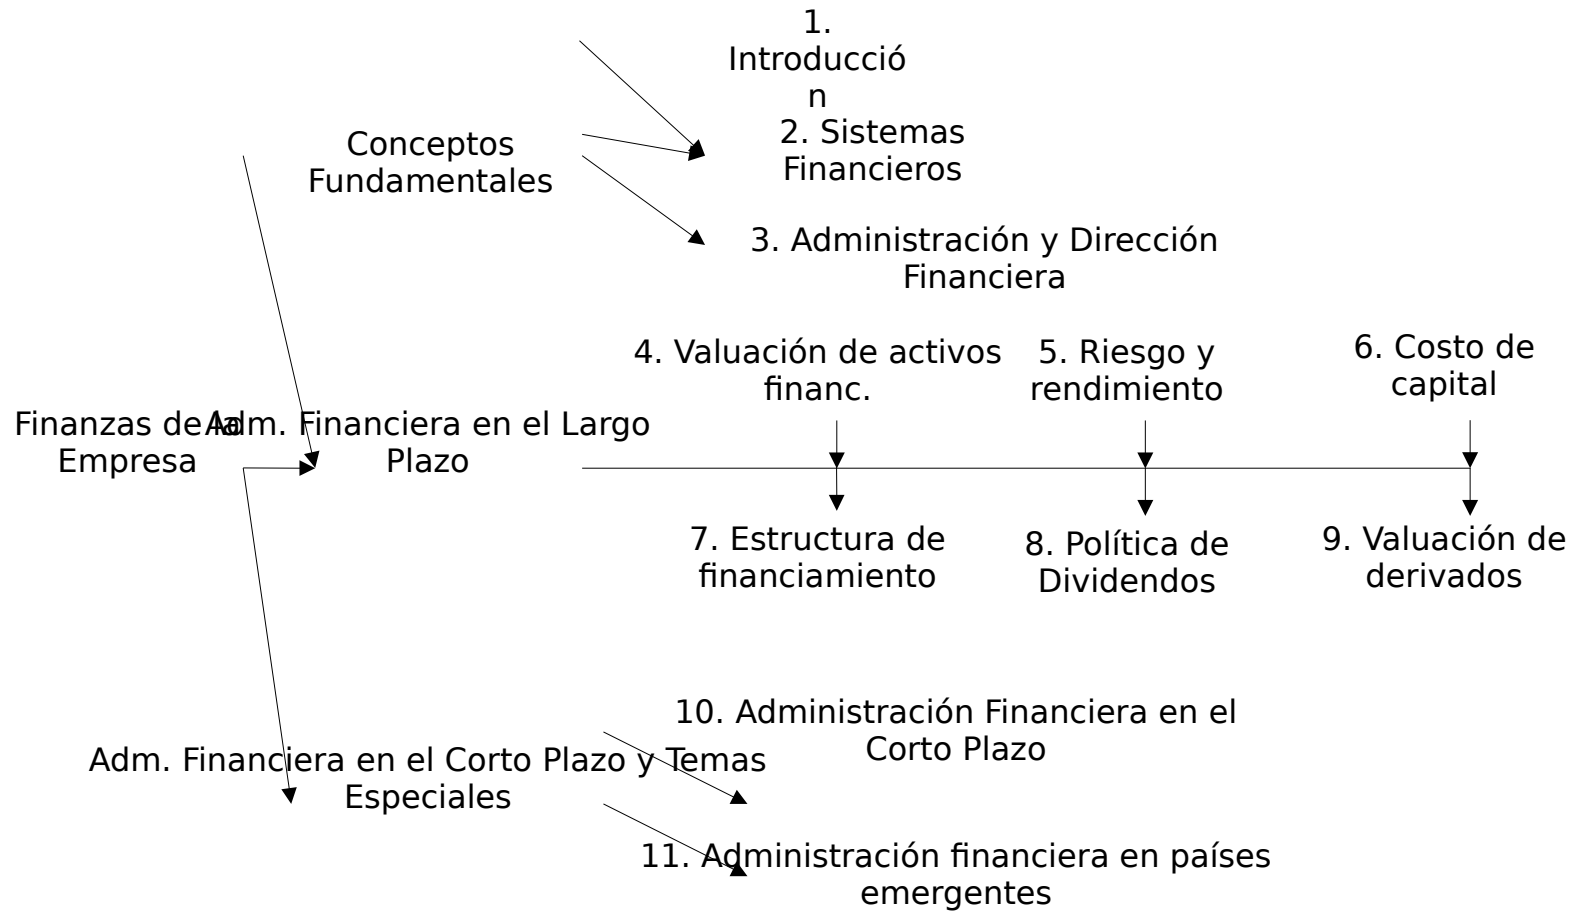 1.
Introducció
n
2. Sistemas
Financieros
Conceptos
Fundamentales
3. Administración y Dirección
Financiera
4. Valuación de activos
financ.
5. Riesgo y
rendimiento
6. Costo de
capital
Finanzas de la
Empresa
Adm. Financiera en el Largo
Plazo
7. Estructura de
financiamiento
8. Política de
Dividendos
9. Valuación de
derivados
10. Administración Financiera en el
Corto Plazo
Adm. Financiera en el Corto Plazo y Temas
Especiales
11. Administración financiera en países
emergentes